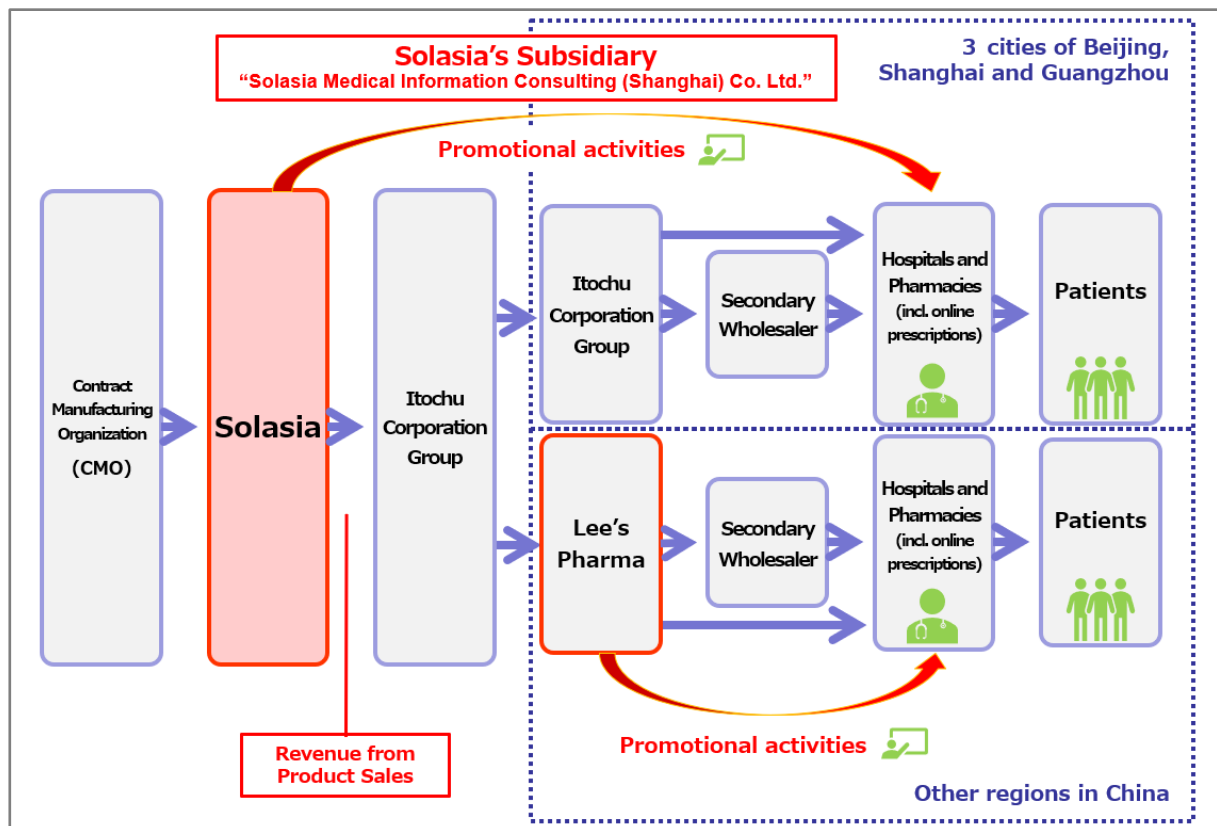 Solasia's Subsidiary
“Solasia Medical Information Consulting (Shanghai) Co. Ltd.”
3 cities of Beijing,
Shanghai and Guangzhou
Promotional activities
Contract
Manufacturing
Organization
(CMO)
Solasia
Itochu
Corporation
Group
Itochu
Corporation
Group
Secondary
Wholesaler
Hospitals and
Pharmacies
(incl. online
prescriptions)
Patients
Lee's
Pharma
Secondary
Wholesaler
Hospitals and
Pharmacies
(incl. online
prescriptions)
Patients
Revenue from
Product Sales
Promotional activities
Other regions in China